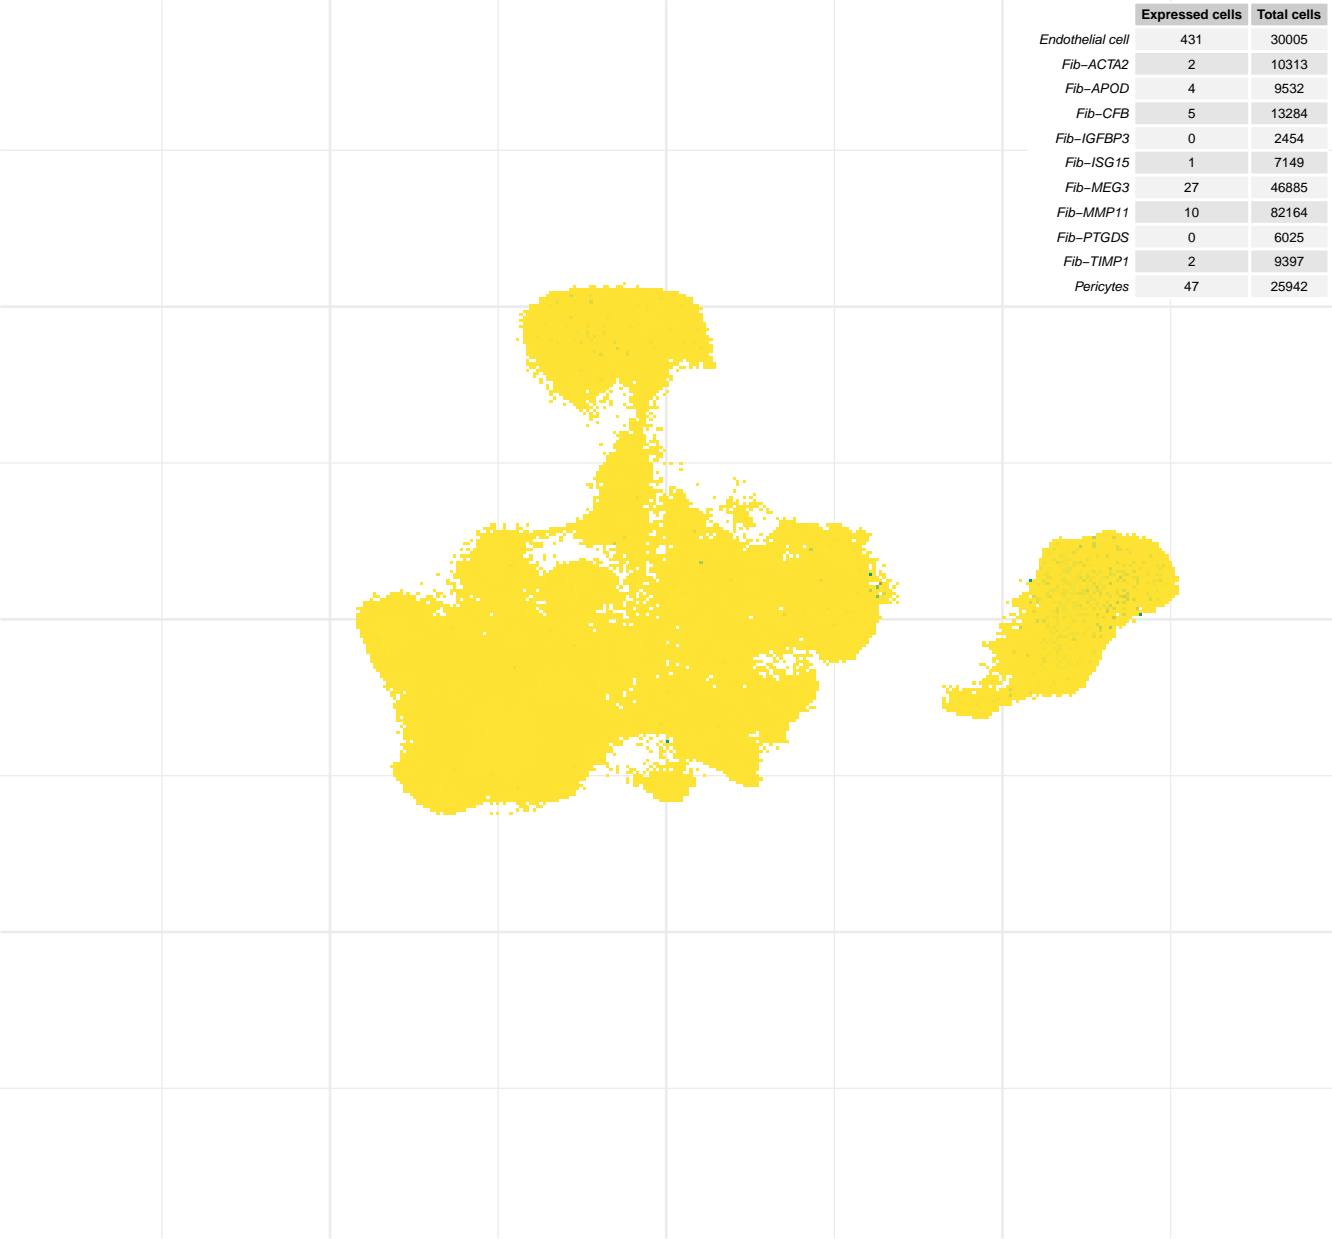 Expressed cells Total cells
Endothelial cell 431 30005
Fib−ACTA2 2 10313
Fib−APOD 4 9532
Fib−CFB 5 13284
Fib−IGFBP3 0 2454
Fib−ISG15 1 7149
Fib−MEG3 27 46885
Fib−MMP11 10 82164
Fib−PTGDS 0 6025
Fib−TIMP1 2 9397
Pericytes 47 25942